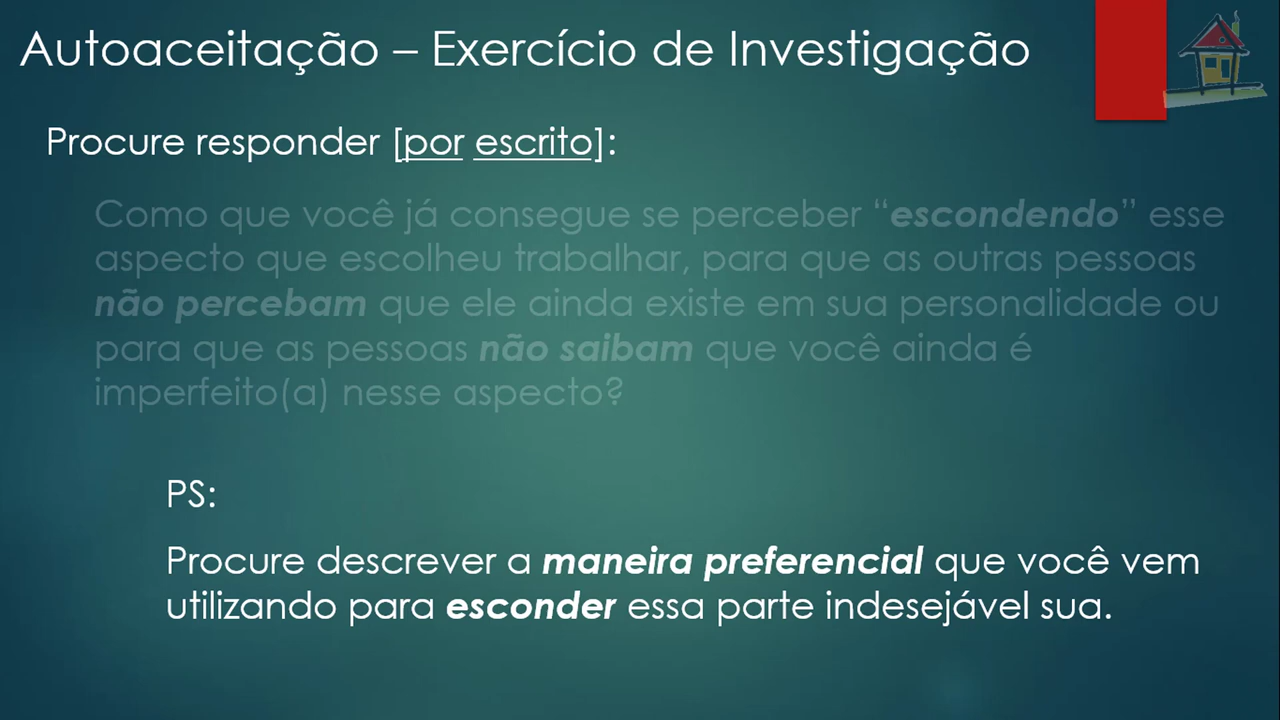 Autoaceitação – Exercício de Investigação
Procure responder [por escrito]:
Como que você já consegue se perceber “escondendo” esse
aspecto que escolheu trabalhar, para que as outras pessoas
não percebam que ele ainda existe em sua personalidade ou
para que as pessoas não saibam que você ainda é
imperfeito(a) nesse aspecto?
PS:
Procure descrever a maneira preferencial que você vem
utilizando para esconder essa parte indesejável sua.